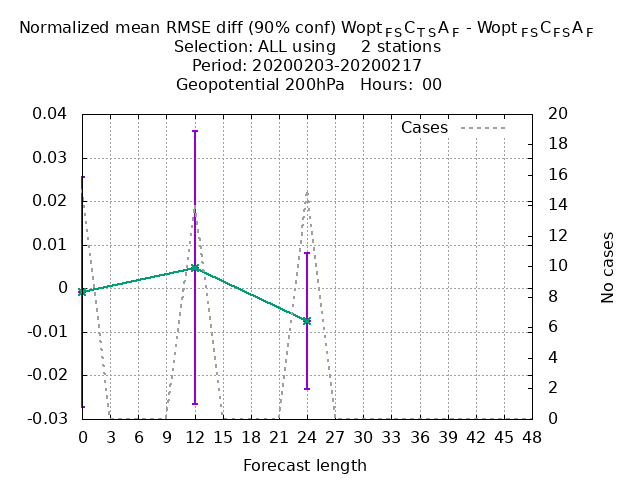 Normalized mean RMSE diff (90% conf) Wopt FS C T S A F - Wopt FS C F S A F
Selection: ALL using 2 stations
Period: 20200203-20200217
Geopotential 200hPa Hours: 00
Cases
0.04
0.03
0.02
0.01
0
-0.01
-0.02
-0.03
20
18
16
14
12
10
8
6
4
2
0
No cases
0 3 6 9 12 15 18 21 24 27 30 33 36 39 42 45 48
Forecast length